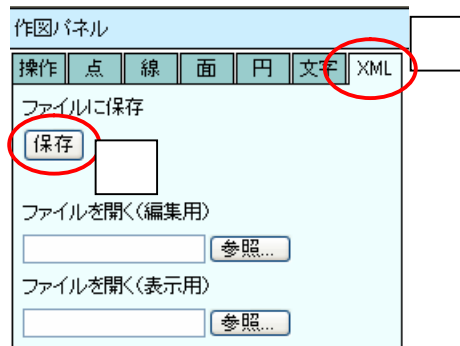 作図パネル
操作 点 線 面 円 文字 XML
ファイルに保存
保存
ファイルを開く(編集用)
参照...
ファイルを開く(表示用)
参照...